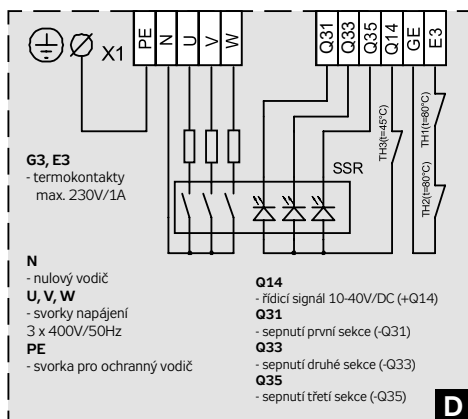 X1
PE
N
U
V
W
Q31
Q33
Q35
Q14
GE
E3
TH3(t=45°C)
TH1(t=80°C)
TH2(t=80°C)
SSR
G3, E3
- termokontakty
max. 230V/1A
N
- nulový vodič
U, V, W
- svorky napájení
3 x 400V/50Hz
PE
- svorka pro ochranný vodič
Q14
- řídicí signál 10-40V/DC (+Q14)
Q31
- sepnutí první sekce (-Q31)
Q33
- sepnutí druhé sekce (-Q33)
Q35
- sepnutí třetí sekce (-Q35)
D